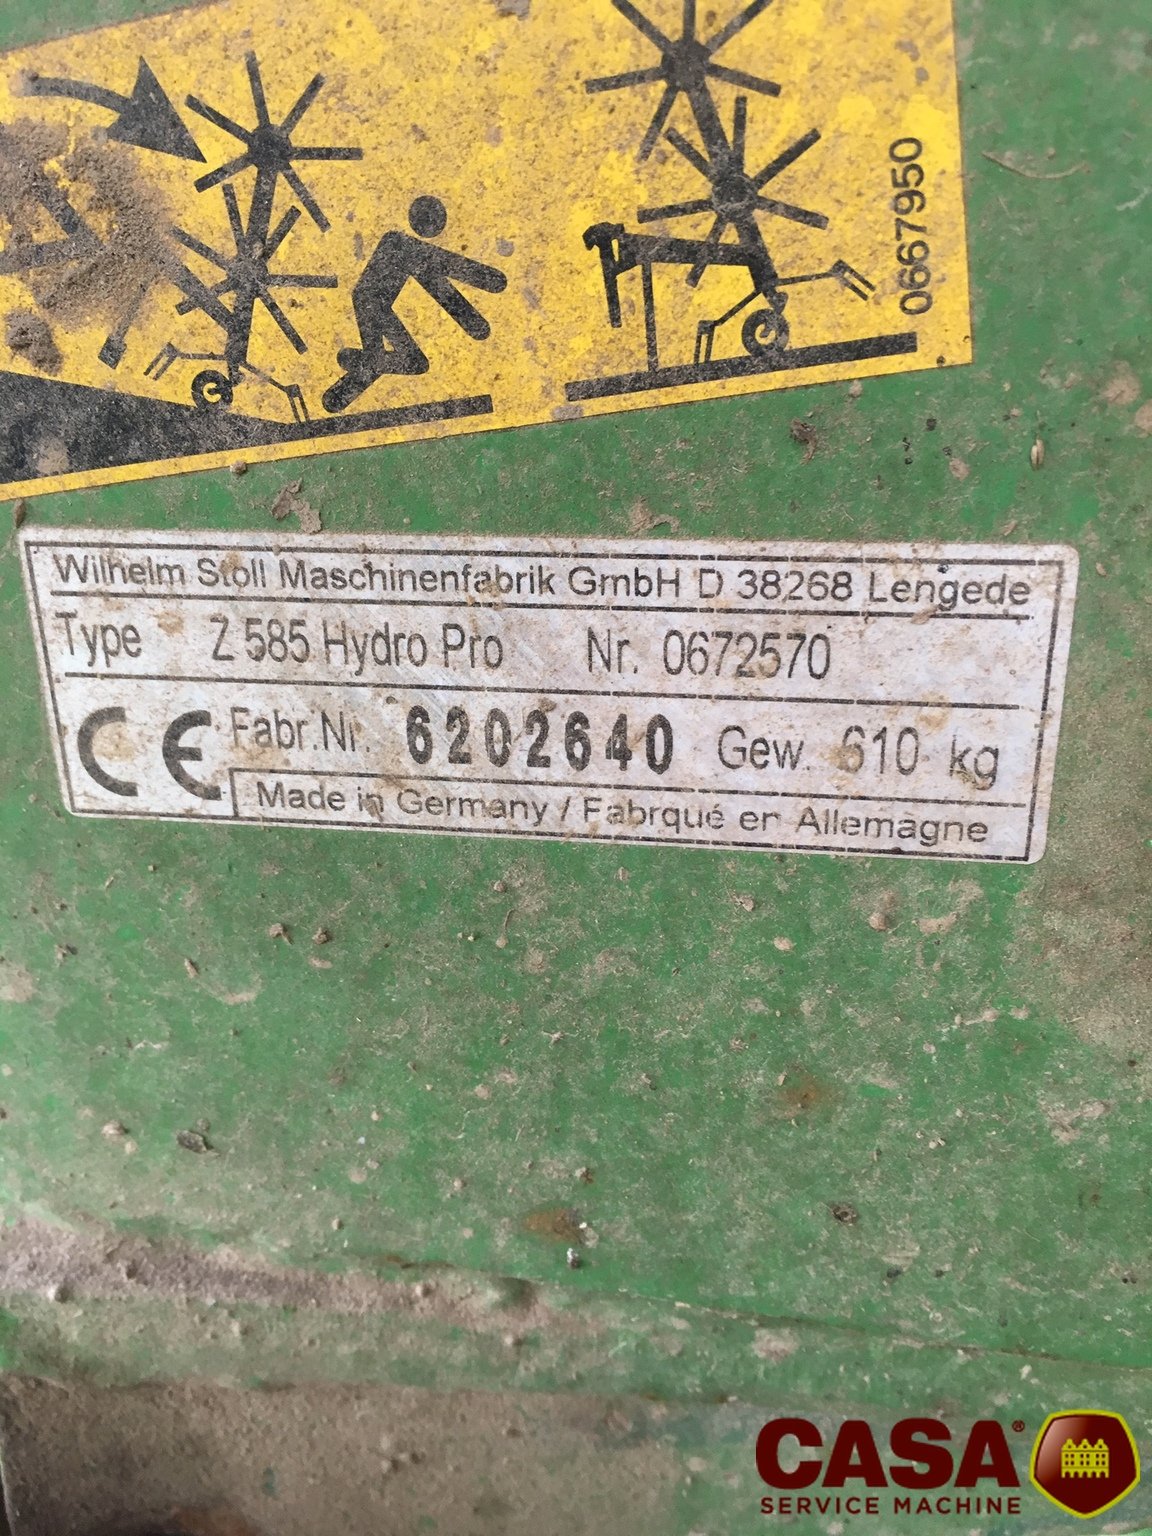 0667950
Wilhelm Stoll Maschinenfabrik GmbH D 38268 Lengede
Type Z 585 Hydro Pro Nr. 0672570
CE Fabr.Nr. 6202640 Gew. 610 kg
Made in Germany / Fabrqué en Allemagne
CASA®
SERVICE MACHINE